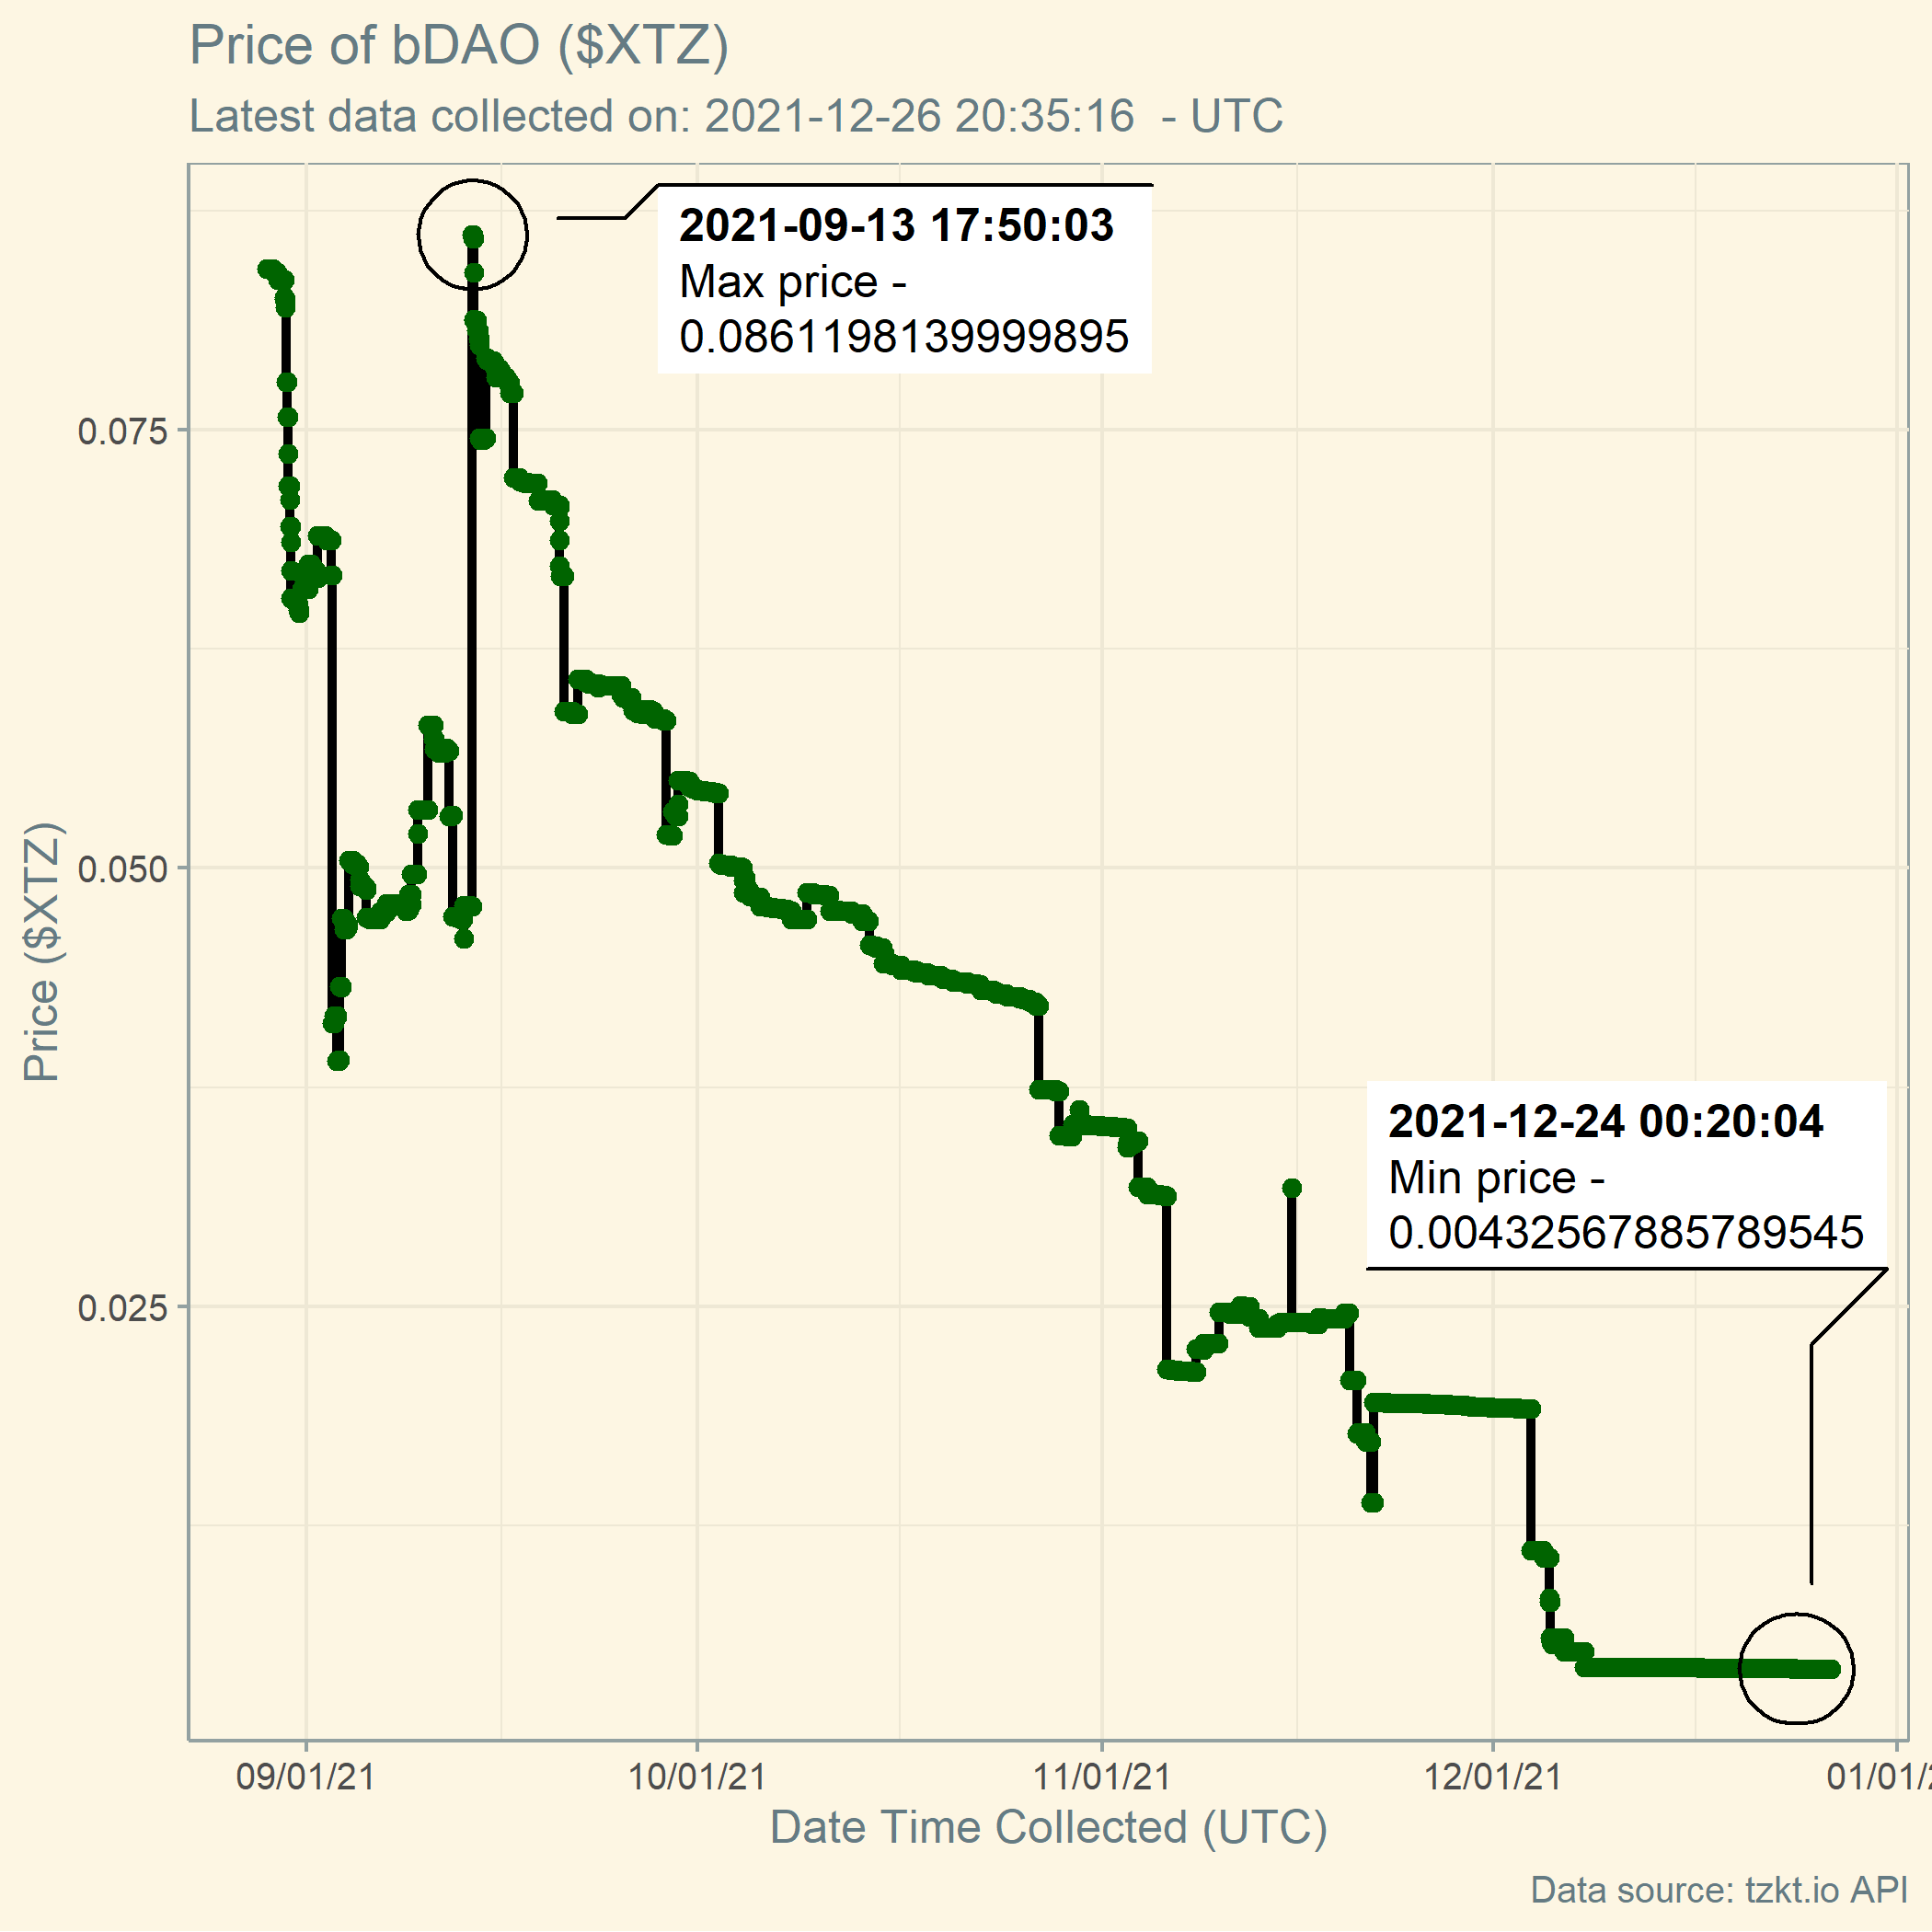 Price of bDAO ($XTZ)
Latest data collected on: 2021-12-26 20:35:16  - UTC
2021-09-13 17:50:03
Max price -
0.0861198139999895
2021-12-24 00:20:04
Min price -
0.00432567885789545
0.075
0.050
0.025
Price ($XTZ)
09/01/21
10/01/21
11/01/21
12/01/21
01/01/2
Date Time Collected (UTC)
Data source: tzkt.io API